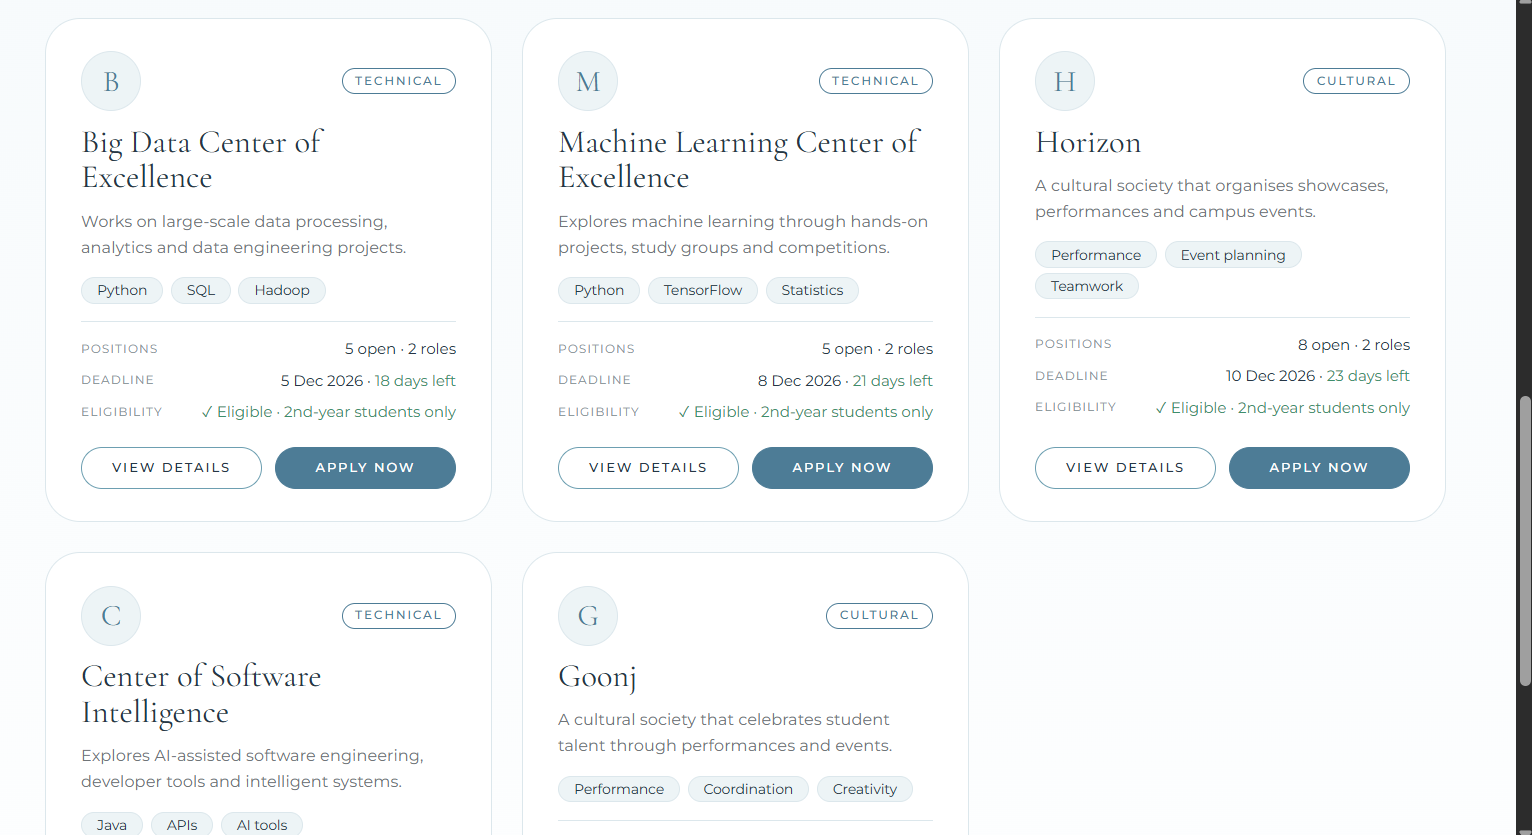 B
TECHNICAL
Big Data Center of
Excellence
Works on large-scale data processing,
analytics and data engineering projects.
Python SQL Hadoop
POSITIONS 5 open · 2 roles
DEADLINE 5 Dec 2026 · 18 days left
ELIGIBILITY ✓ Eligible · 2nd-year students only
VIEW DETAILS APPLY NOW
M
TECHNICAL
Machine Learning Center of
Excellence
Explores machine learning through hands-on
projects, study groups and competitions.
Python TensorFlow Statistics
POSITIONS 5 open · 2 roles
DEADLINE 8 Dec 2026 · 21 days left
ELIGIBILITY ✓ Eligible · 2nd-year students only
VIEW DETAILS APPLY NOW
H
CULTURAL
Horizon
A cultural society that organises showcases,
performances and campus events.
Performance Event planning
Teamwork
POSITIONS 8 open · 2 roles
DEADLINE 10 Dec 2026 · 23 days left
ELIGIBILITY ✓ Eligible · 2nd-year students only
VIEW DETAILS APPLY NOW
C
TECHNICAL
Center of Software
Intelligence
Explores AI-assisted software engineering,
developer tools and intelligent systems.
Java APIs AI tools
G
CULTURAL
Goonj
A cultural society that celebrates student
talent through performances and events.
Performance Coordination Creativity